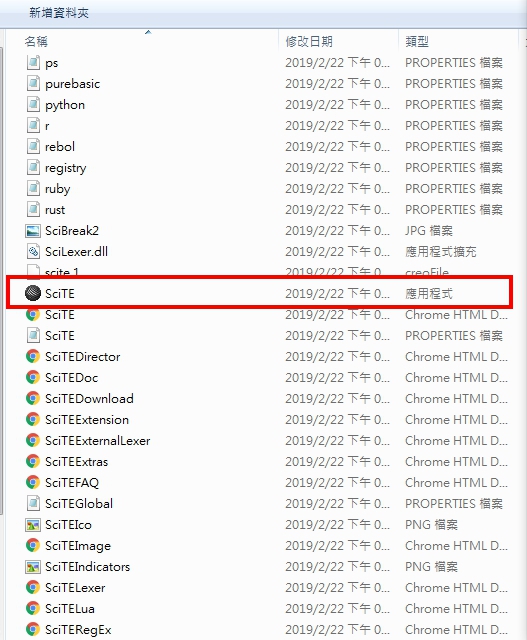 新增資料夾
名稱 修改日期 類型
ps 2019/2/22 下午 0... PROPERTIES 檔案
purebasic 2019/2/22 下午 0... PROPERTIES 檔案
python 2019/2/22 下午 0... PROPERTIES 檔案
r 2019/2/22 下午 0... PROPERTIES 檔案
rebol 2019/2/22 下午 0... PROPERTIES 檔案
registry 2019/2/22 下午 0... PROPERTIES 檔案
ruby 2019/2/22 下午 0... PROPERTIES 檔案
rust 2019/2/22 下午 0... PROPERTIES 檔案
SciBreak2 2019/2/22 下午 0... JPG 檔案
SciLexer.dll 2019/2/22 下午 0... 應用程式擴充
scite.1 2019/2/22 下午 0... creoFile
SciTE 2019/2/22 下午 0... 應用程式
SciTE 2019/2/22 下午 0... Chrome HTML D...
SciTE 2019/2/22 下午 0... PROPERTIES 檔案
SciTEDirector 2019/2/22 下午 0... Chrome HTML D...
SciTEDoc 2019/2/22 下午 0... Chrome HTML D...
SciTEDownload 2019/2/22 下午 0... Chrome HTML D...
SciTEExtension 2019/2/22 下午 0... Chrome HTML D...
SciTEExternalLexer 2019/2/22 下午 0... Chrome HTML D...
SciTEExtras 2019/2/22 下午 0... Chrome HTML D...
SciTEFAQ 2019/2/22 下午 0... Chrome HTML D...
SciTEGlobal 2019/2/22 下午 0... PROPERTIES 檔案
SciTEIco 2019/2/22 下午 0... PNG 檔案
SciTEImage 2019/2/22 下午 0... Chrome HTML D...
SciTEIndicators 2019/2/22 下午 0... PNG 檔案
SciTELexer 2019/2/22 下午 0... Chrome HTML D...
SciTELua 2019/2/22 下午 0... Chrome HTML D...
SciTERegEx 2019/2/22 下午 0... Chrome HTML D...